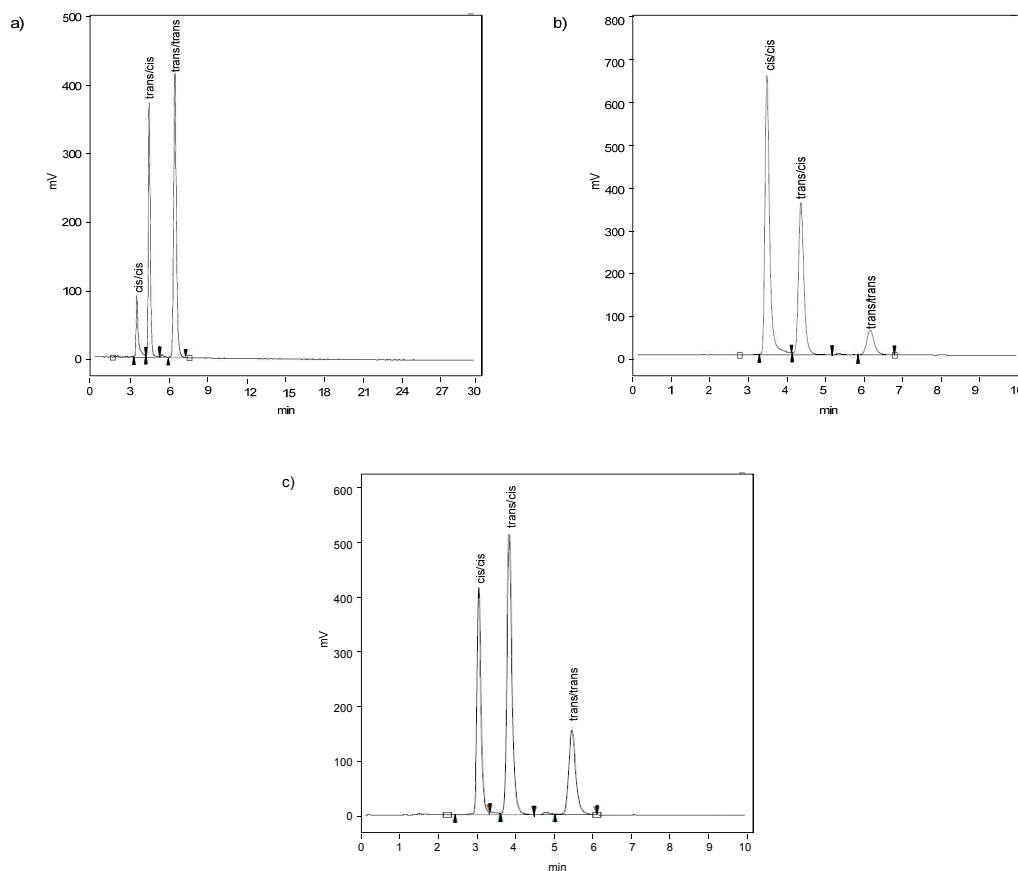 a)
500
400
300
200
100
0
mV
cis/cis
trans/cis
trans/trans
0 3 6 9 12 15 18 21 24 27 30
min
b)
800
700
600
500
400
300
200
100
0
mV
cis/cis
trans/cis
trans/trans
0 1 2 3 4 5 6 7 8 9 10
min
c)
600
500
400
300
200
100
0
mV
cis/cis
trans/cis
trans/trans
0 1 2 3 4 5 6 7 8 9 10
min